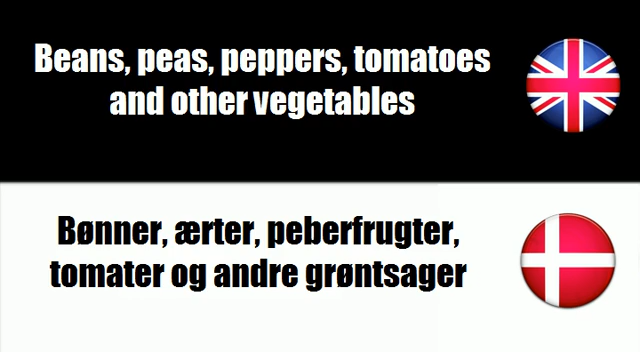 Beans, peas, peppers, tomatoes
and other vegetables
Bønner, ærter, peberfrugter,
tomater og andre grøntsager